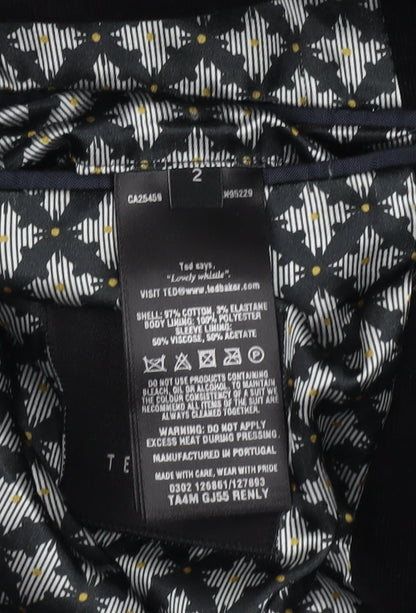 2
CA25459 N95229
Ted says,
"Lovely whistle".
VISIT TED@www.tedbaker.com
SHELL: 97% COTTON, 3% ELASTANE
BODY LINING: 100% POLYESTER
SLEEVE LINING:
50% VISCOSE, 50% ACETATE
P
DO NOT USE PRODUCTS CONTAINING
BLEACH, OIL OR ALCOHOL. TO MAINTAIN
THE COLOUR CONSISTENCY OF A SUIT WE
RECOMMEND ALL ITEMS OF THE SUIT ARE
ALWAYS CLEANED TOGETHER.
WARNING: DO NOT APPLY
EXCESS HEAT DURING PRESSING.
MANUFACTURED IN PORTUGAL
MADE WITH CARE, WEAR WITH PRIDE
0302 126861/127693
TA4M GJ55 RENLY
TE